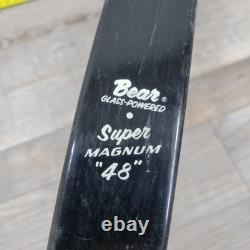 Bear®
GLASS-POWERED
Super
MAGNUM
"48"